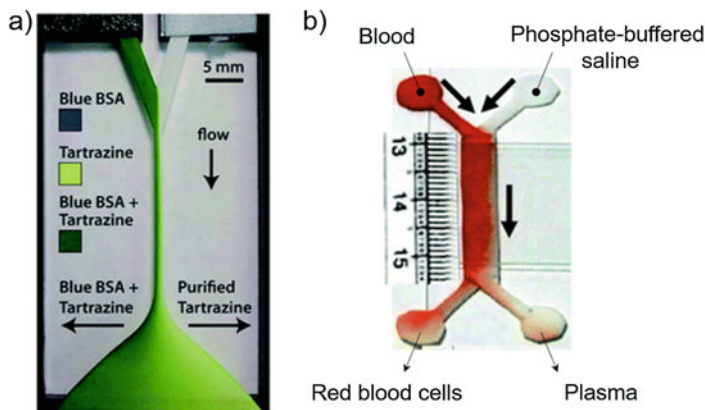 a)
5 mm
Blue BSA
Tartrazine
Blue BSA +
Tartrazine
flow
Blue BSA +
Tartrazine
Purified
Tartrazine
b)
Blood
Phosphate-buffered
saline
13
14
15
Red blood cells
Plasma